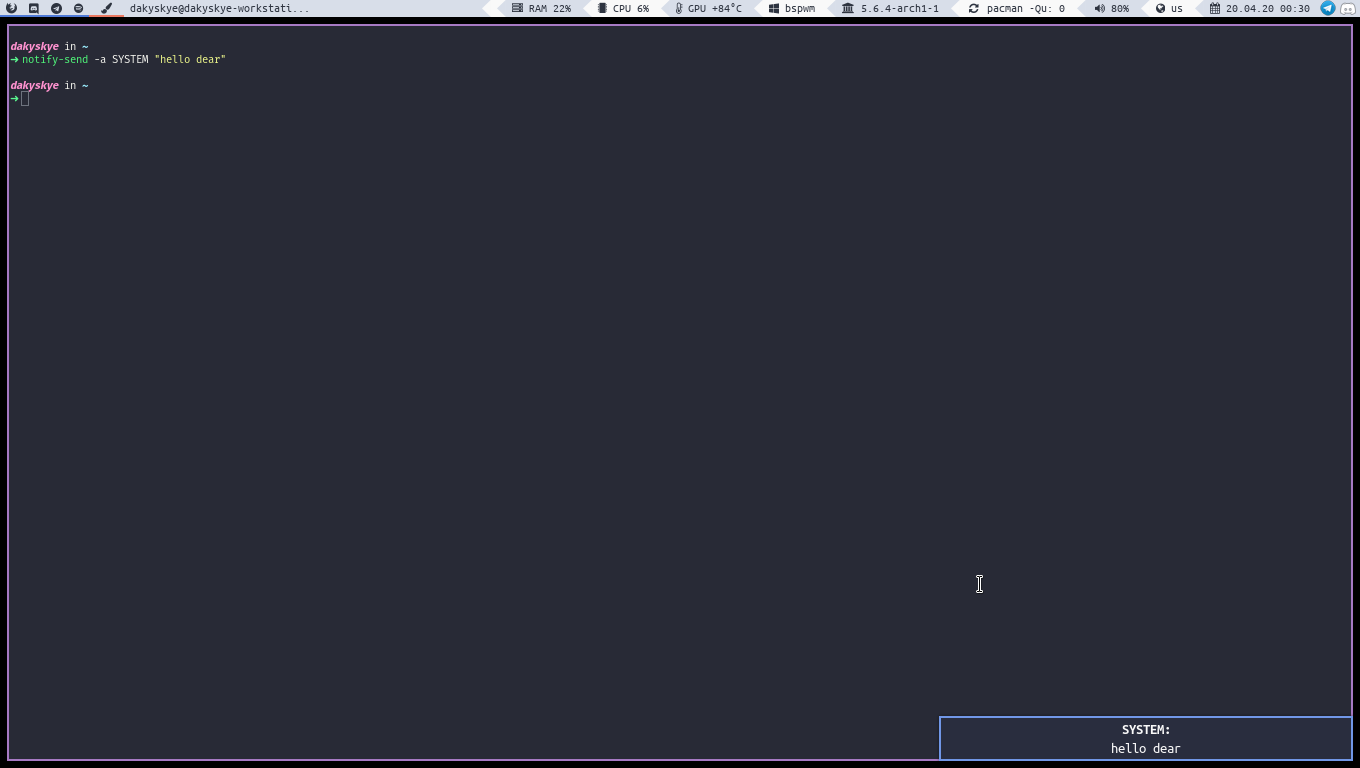 dakyskye@dakyskye-workstati... RAM 22% CPU 6% GPU +84°C bspwm 5.6.4-arch1-1 pacman -Qu: 0 80% us 20.04.20 00:30
dakyskye in ~
➜ notify-send -a SYSTEM "hello dear"
dakyskye in ~
➜
SYSTEM:
hello dear